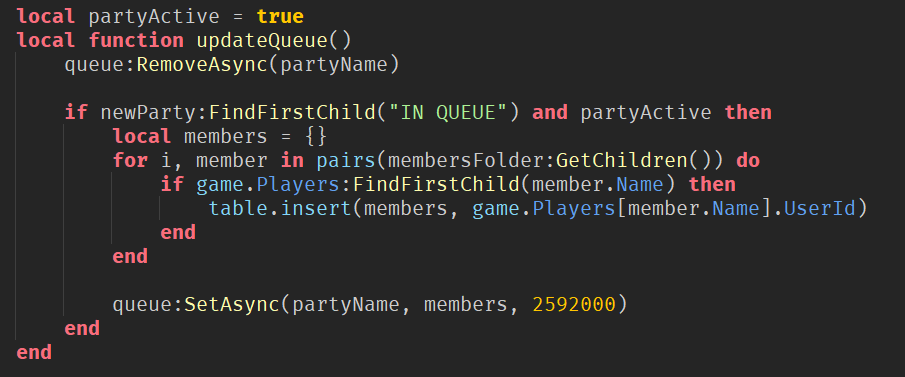 local partyActive = true
local function updateQueue()
    queue:RemoveAsync(partyName)

    if newParty:FindFirstChild("IN QUEUE") and partyActive then
        local members = {}
        for i, member in pairs(membersFolder:GetChildren()) do
            if game.Players:FindFirstChild(member.Name) then
                table.insert(members, game.Players[member.Name].UserId)
            end
        end

        queue:SetAsync(partyName, members, 2592000)
    end
end